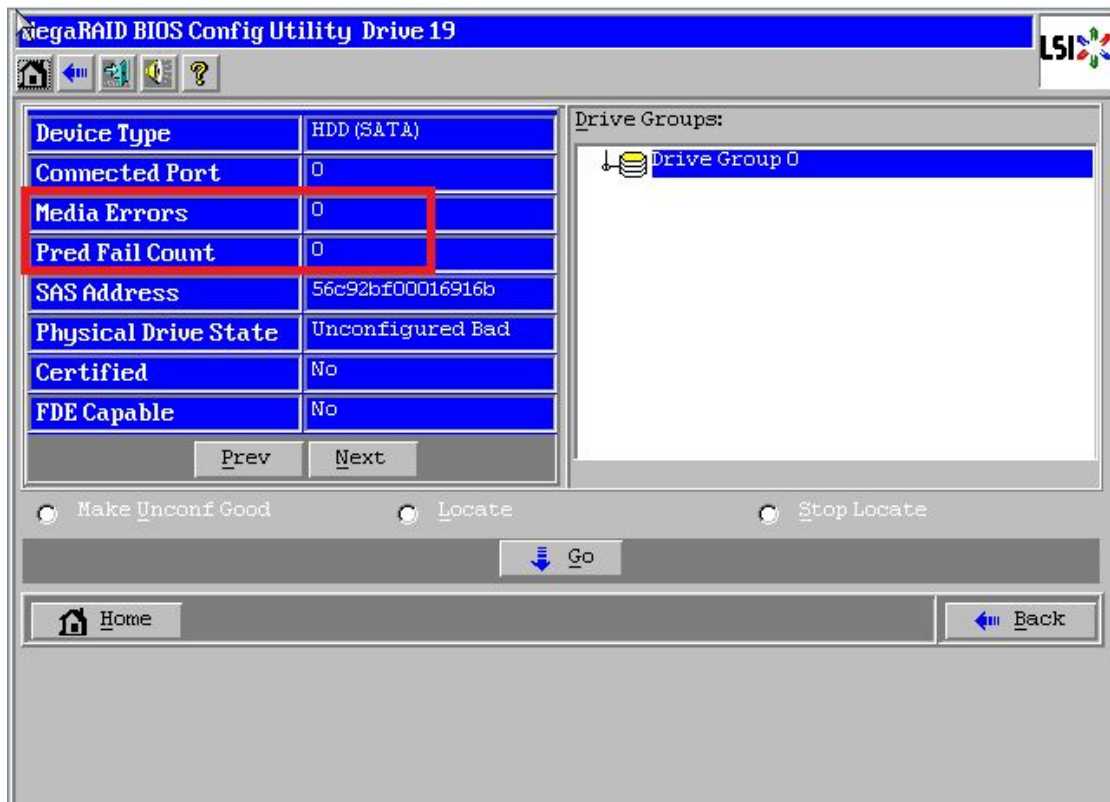 MegaRAID BIOS Config Utility Drive 19
LSI
Device Type HDD (SATA)
Connected Port 0
Media Errors 0
Pred Fail Count 0
SAS Address 56c92bf00016916b
Physical Drive State Unconfigured Bad
Certified No
FDE Capable No
Prev Next
Drive Groups:
Drive Group 0
Make Unconf Good Locate Stop Locate
Go
Home Back